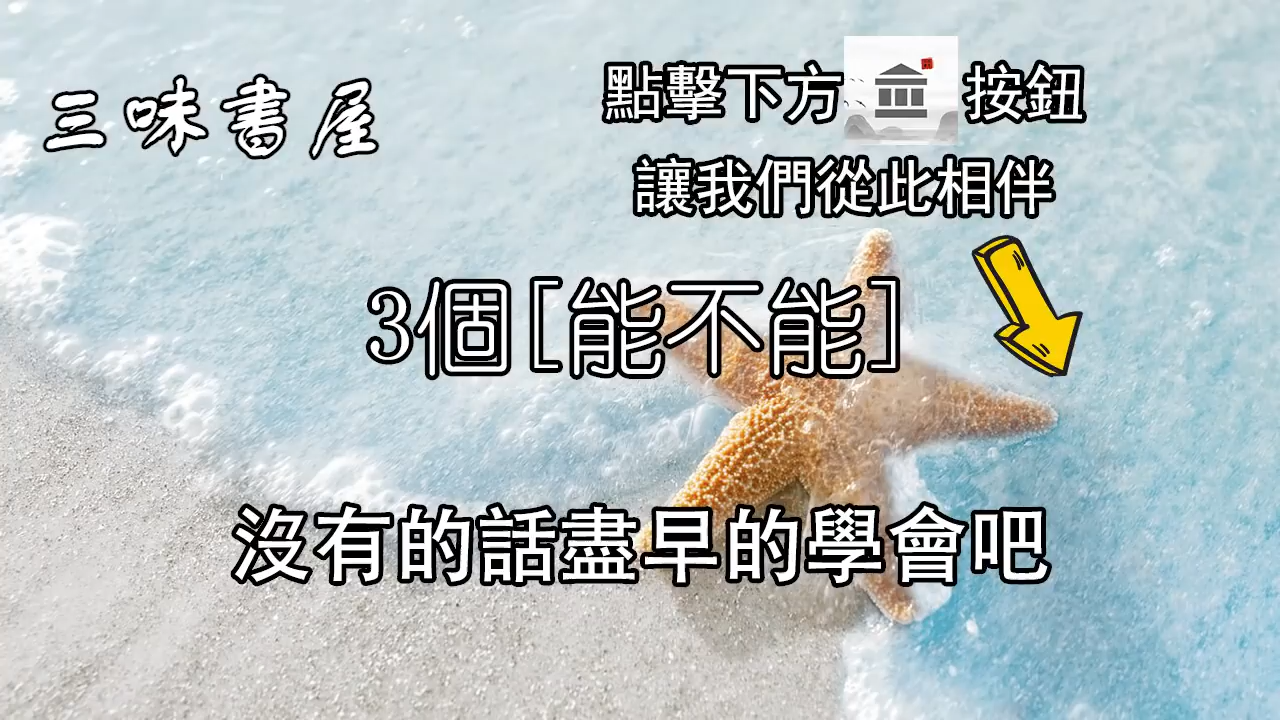 三味書屋
點擊下方 按鈕
讓我們從此相伴
3個[能不能]
沒有的話盡早的學會吧